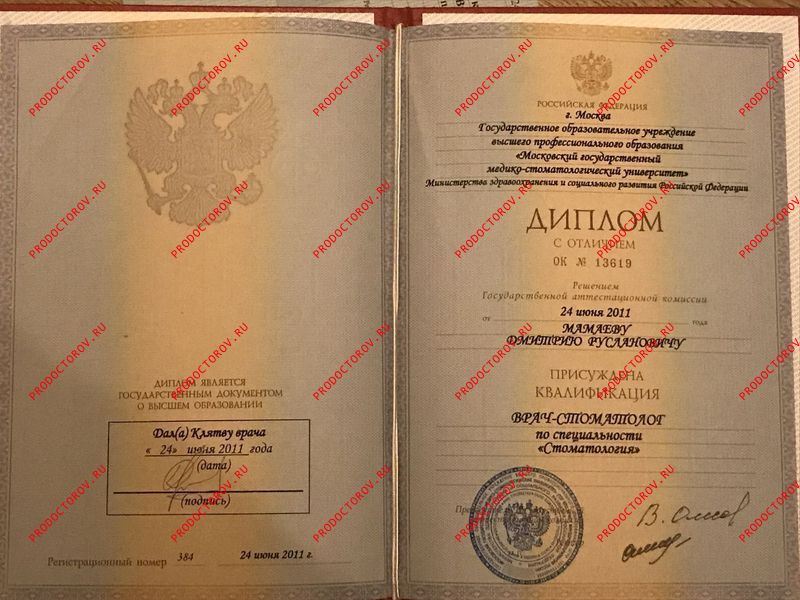 ДИПЛОМ ЯВЛЯЕТСЯ
ГОСУДАРСТВЕННЫМ ДОКУМЕНТОМ
О ВЫСШЕМ ОБРАЗОВАНИИ
Дал(а) Клятву врача
« 24» июня 2011 года
(дата)
(подпись)
Регистрационный номер 384 24 июня 2011 г.
РОССИЙСКАЯ ФЕДЕРАЦИЯ
г. Москва
Государственное образовательное учреждение
высшего профессионального образования
«Московский государственный
медико-стоматологический университет»
Министерства здравоохранения и социального развития Российской Федерации
ДИПЛОМ
С ОТЛИЧИЕМ
ОК № 13619
Решением
Государственной аттестационной комиссии
от 24 июня 2011 года
МАМАЕВУ
ДМИТРИЮ РУСЛАНОВИЧУ
ПРИСУЖДЕНА
КВАЛИФИКАЦИЯ
ВРАЧ-СТОМАТОЛОГ
по специальности
«Стоматология»
PRODOCTOROV.RU